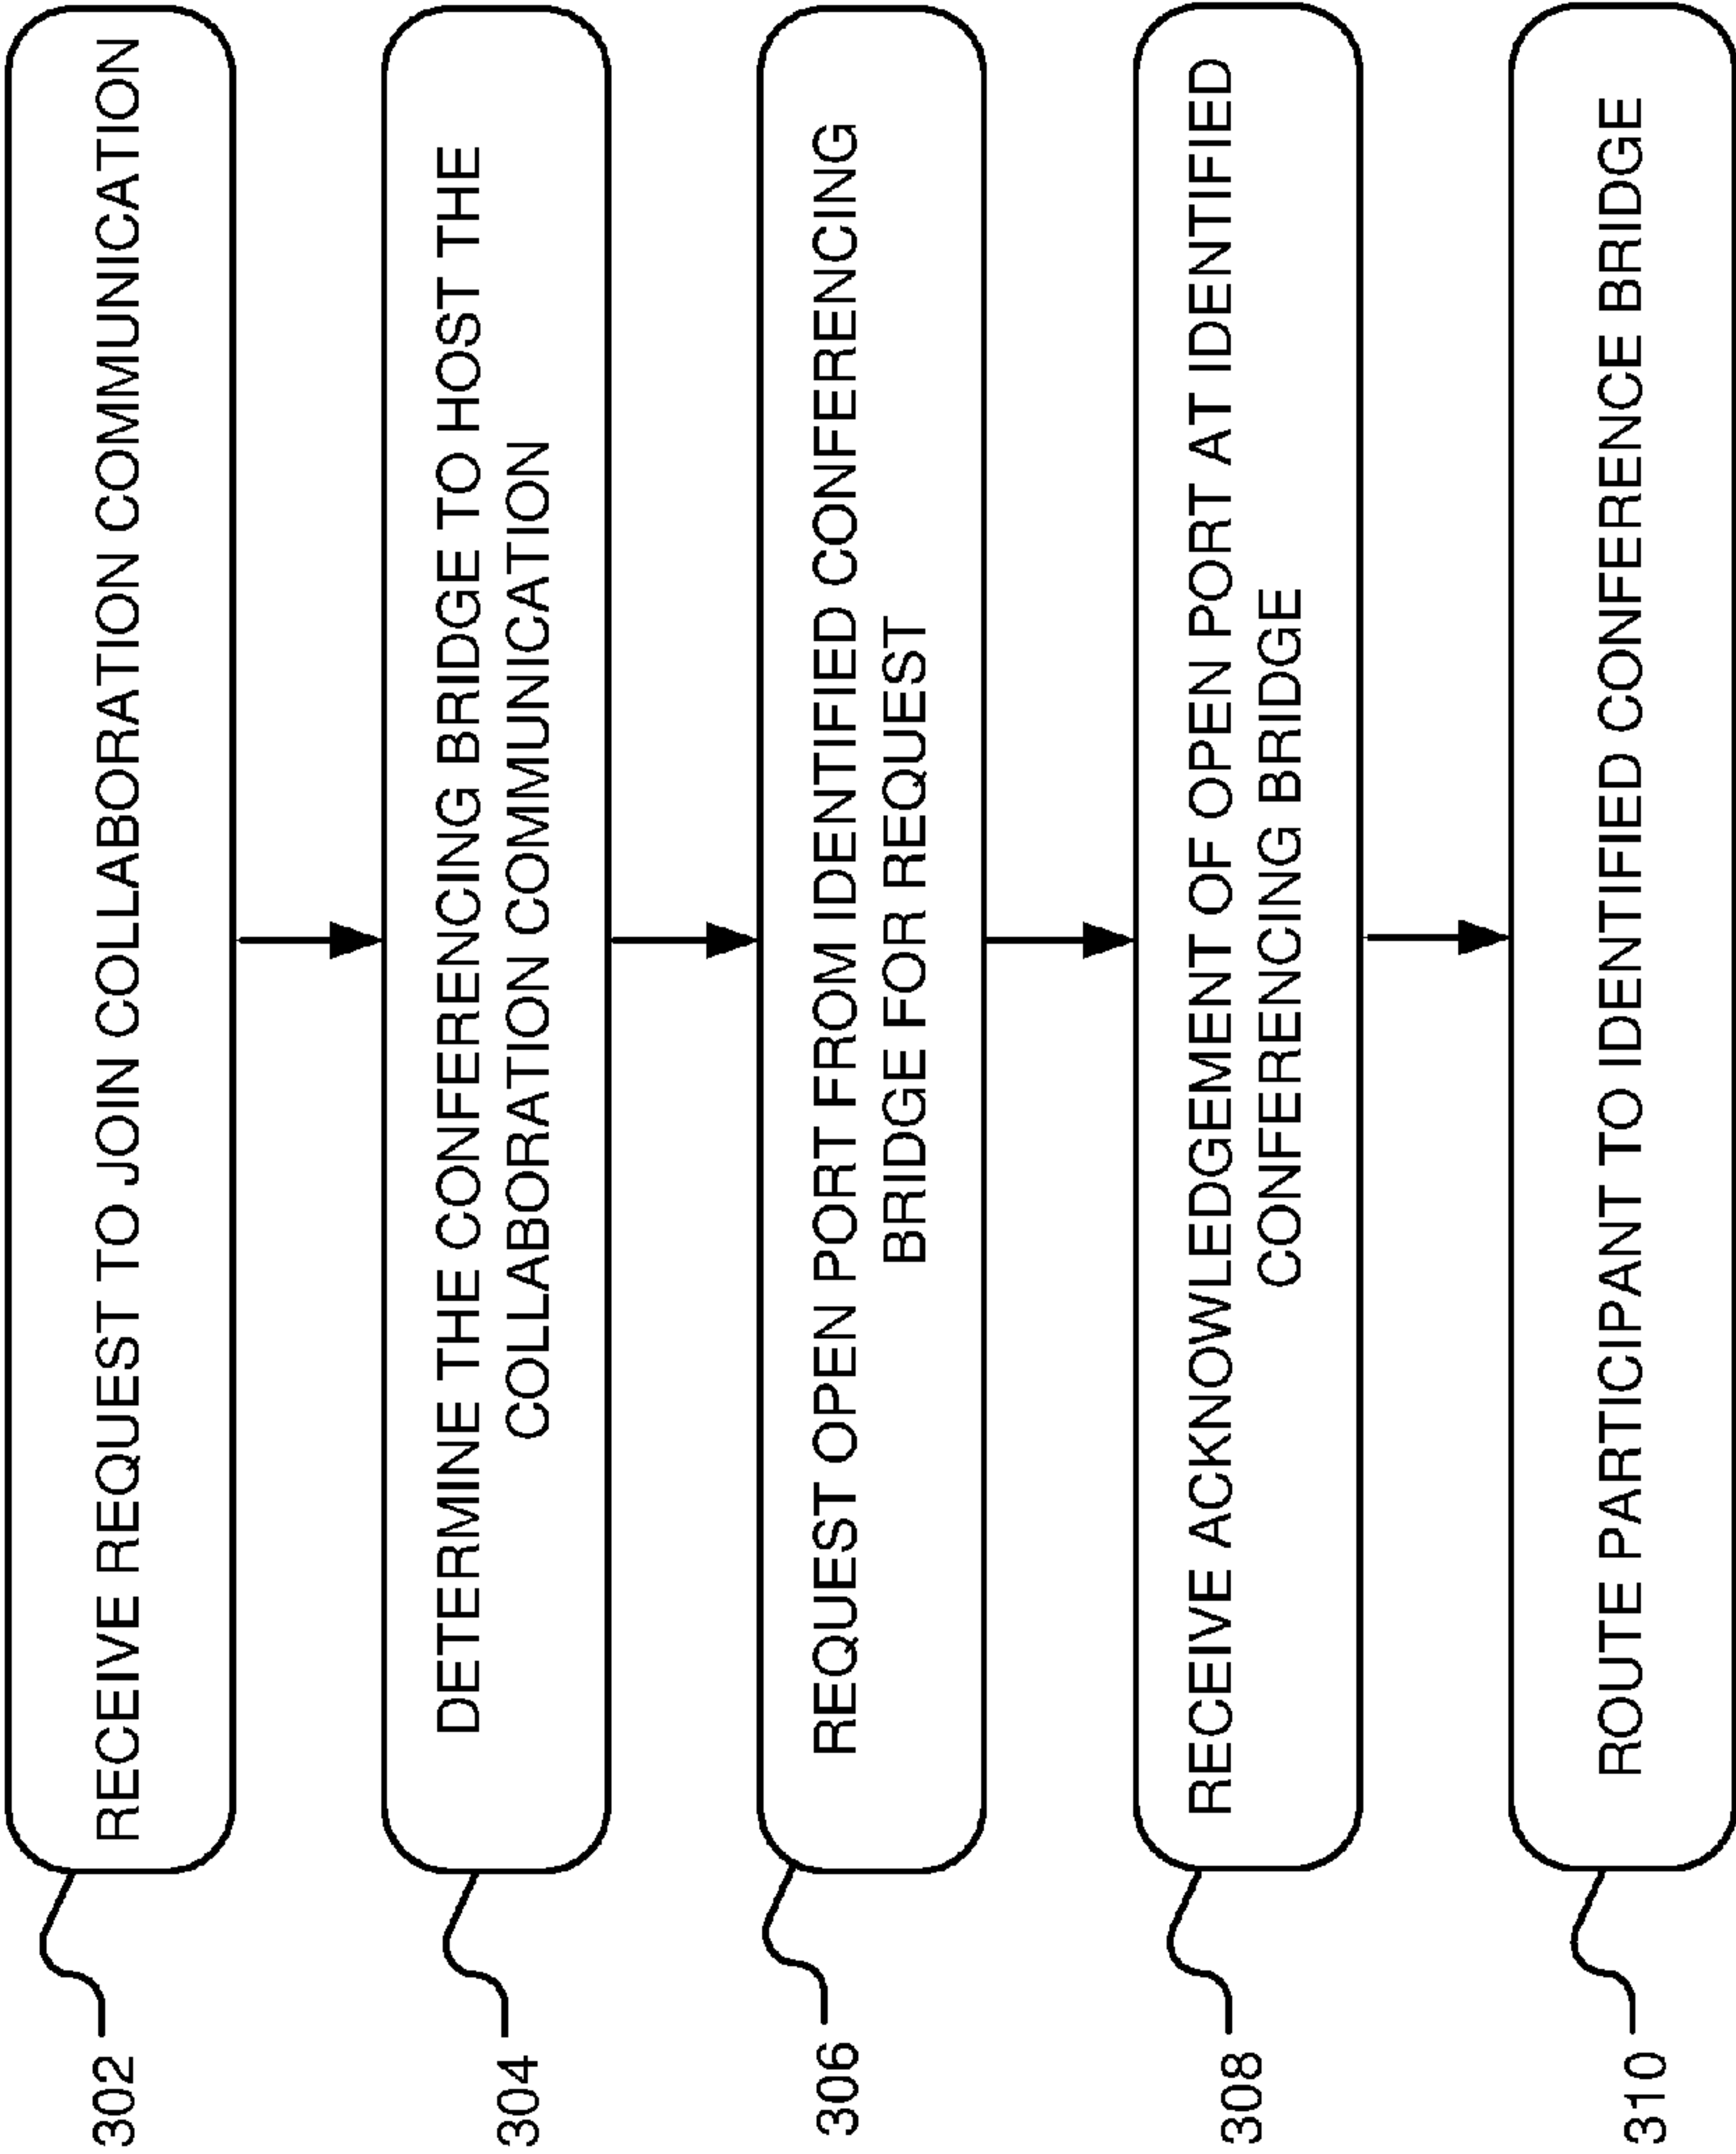 302
RECEIVE REQUEST TO JOIN COLLABORATION COMMUNICATION
304
DETERMINE THE CONFERENCING BRIDGE TO HOST THE
COLLABORATION COMMUNICATION
306
REQUEST OPEN PORT FROM IDENTIFIED CONFERENCING
BRIDGE FOR REQUEST
308
RECEIVE ACKNOWLEDGEMENT OF OPEN PORT AT IDENTIFIED
CONFERENCING BRIDGE
310
ROUTE PARTICIPANT TO IDENTIFIED CONFERENCE BRIDGE